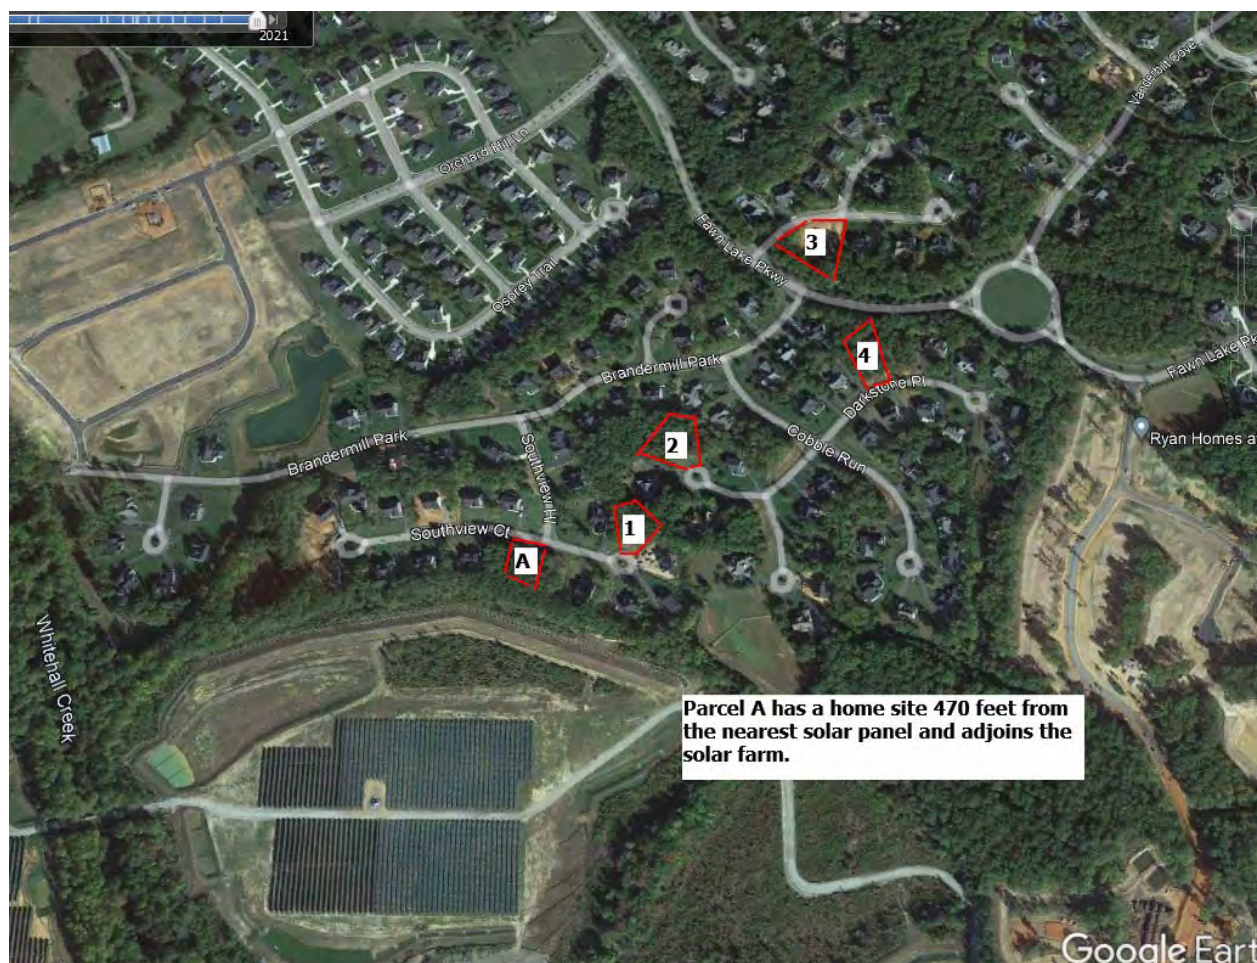 2021
Vanderbilt Cove
Orchard Hill Ln
Fawn Lake Pkwy
3
Osprey Trail
4
Brandermill Park
Darkstone Pl
Fawn Lake Pk
Ryan Homes a
Cobble Run
2
Brandermill Park
Southview Hl
1
Southview Ct
A
Whitehall Creek
Parcel A has a home site 470 feet from
the nearest solar panel and adjoins the
solar farm.
Google Eart